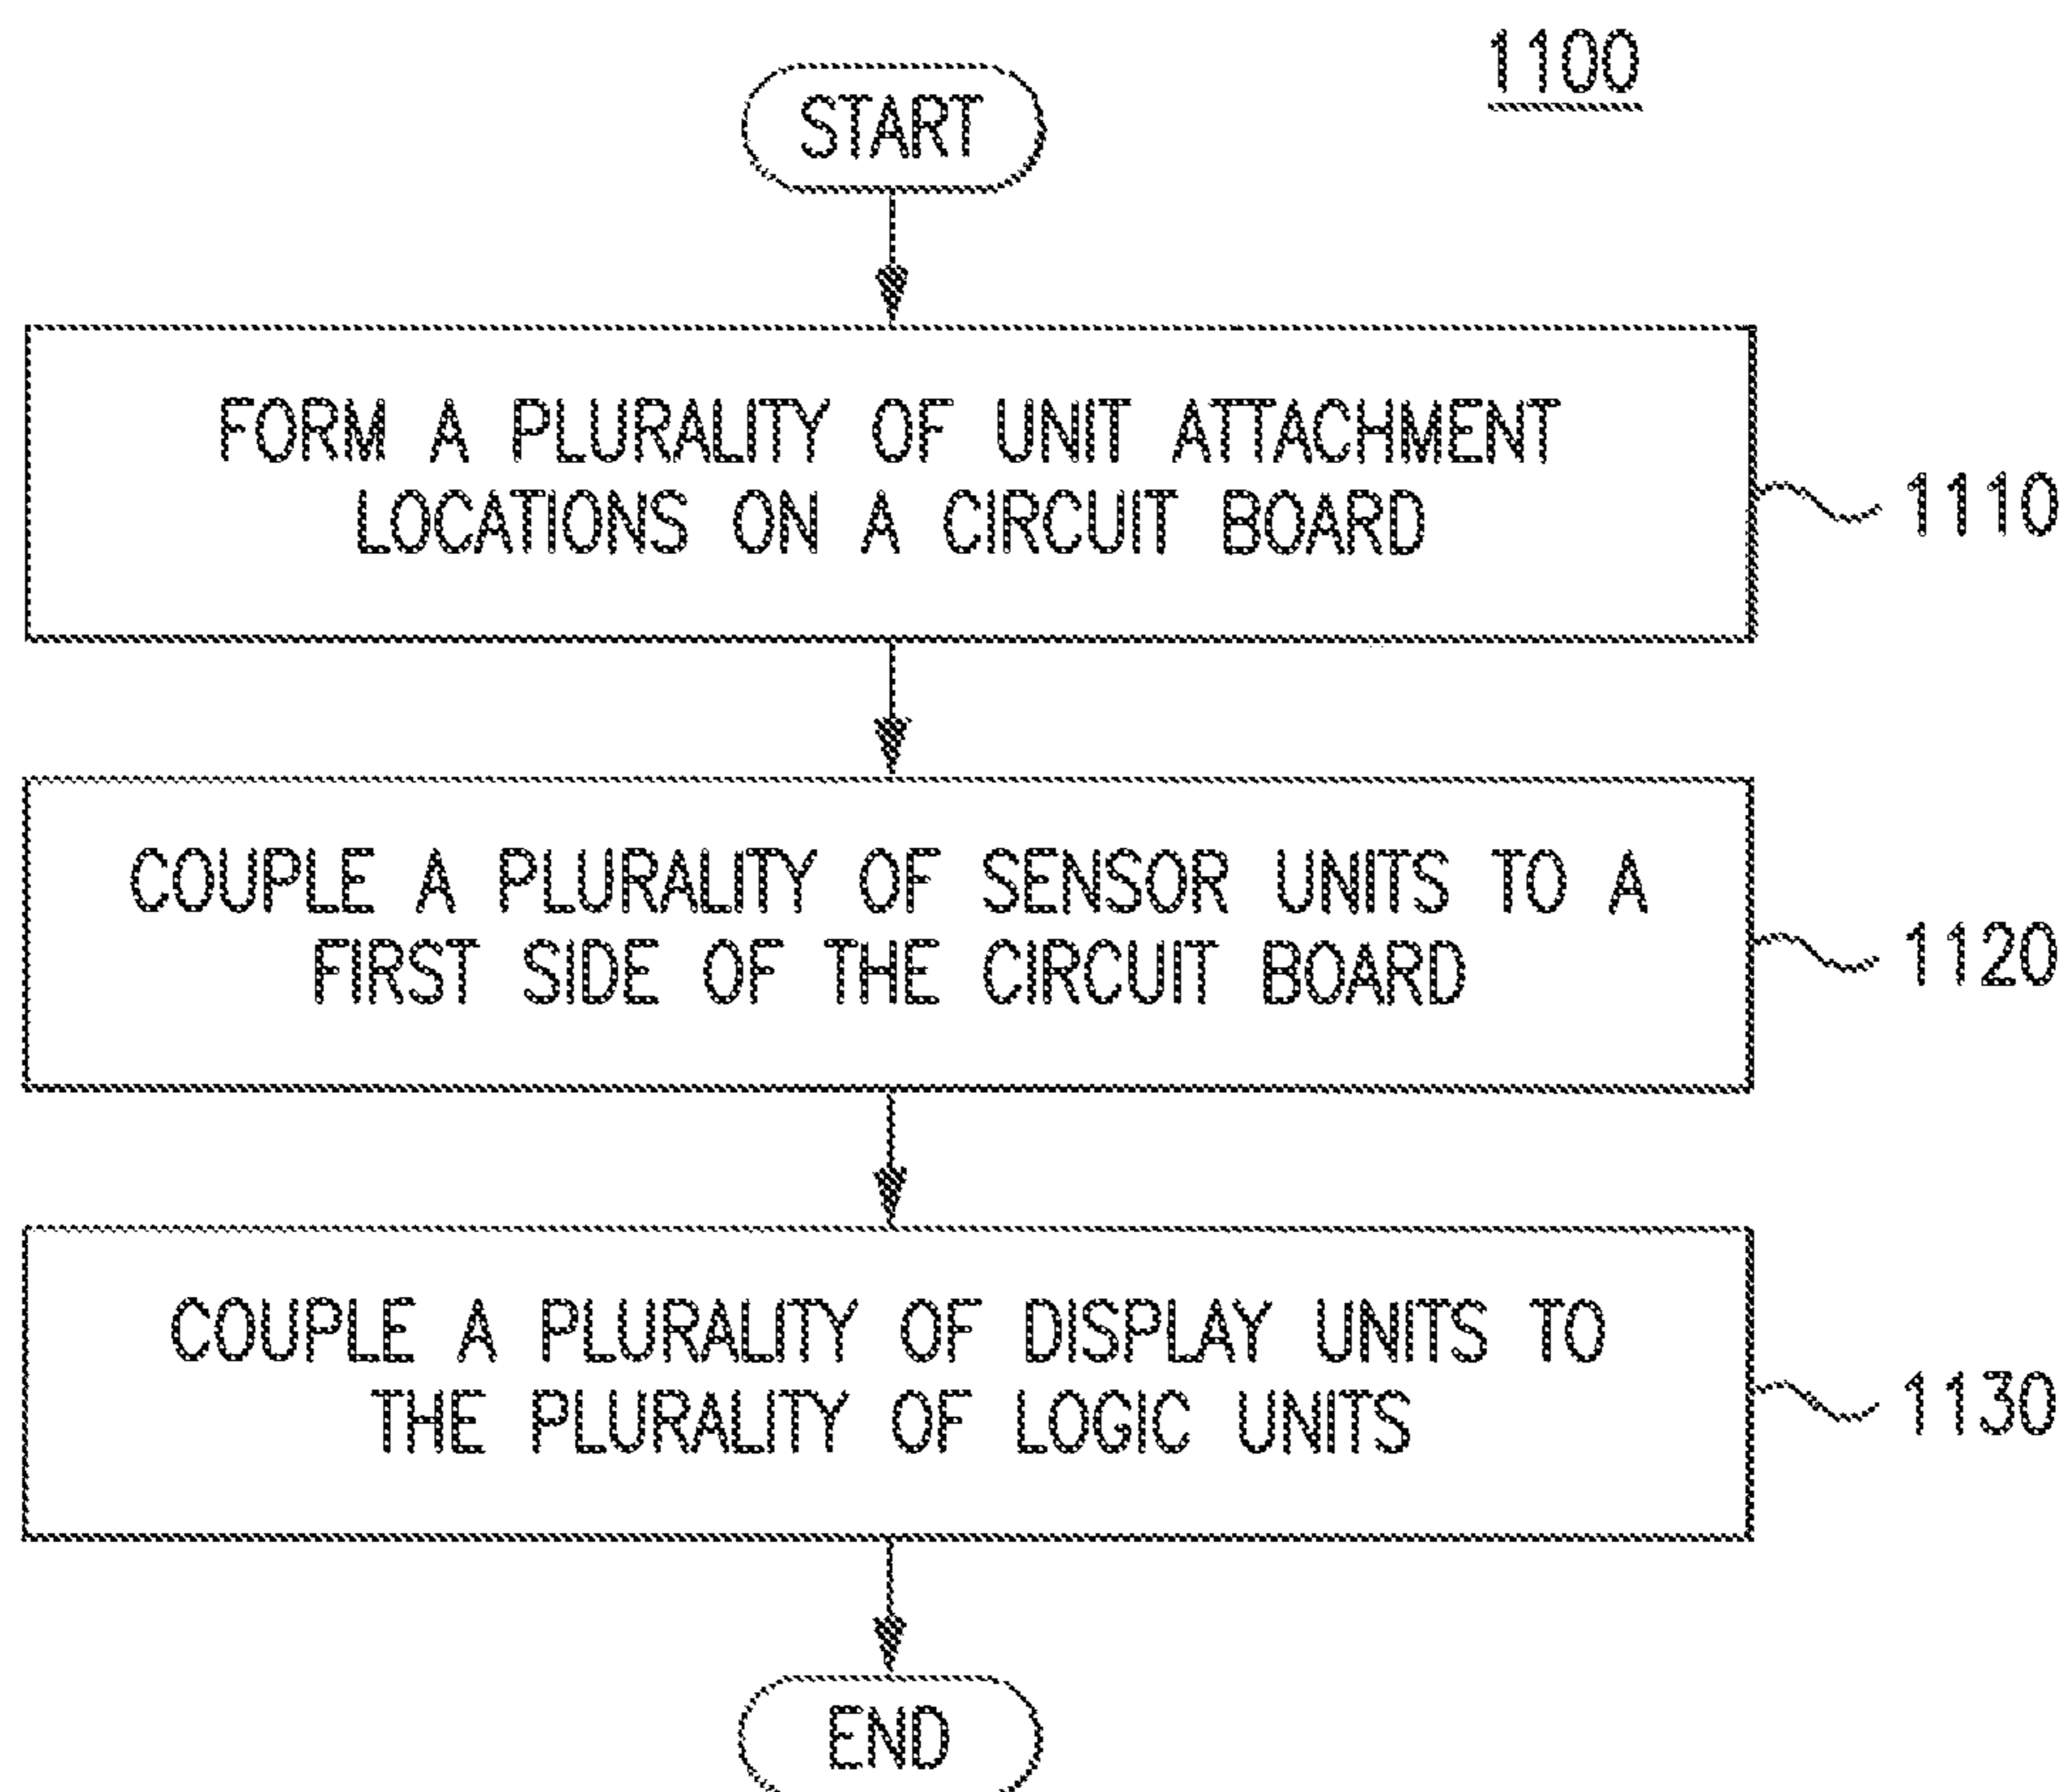 1100
START
FORM A PLURALITY OF UNIT ATTACHMENT
LOCATIONS ON A CIRCUIT BOARD
1110
COUPLE A PLURALITY OF SENSOR UNITS TO A
FIRST SIDE OF THE CIRCUIT BOARD
1120
COUPLE A PLURALITY OF DISPLAY UNITS TO
THE PLURALITY OF LOGIC UNITS
1130
END